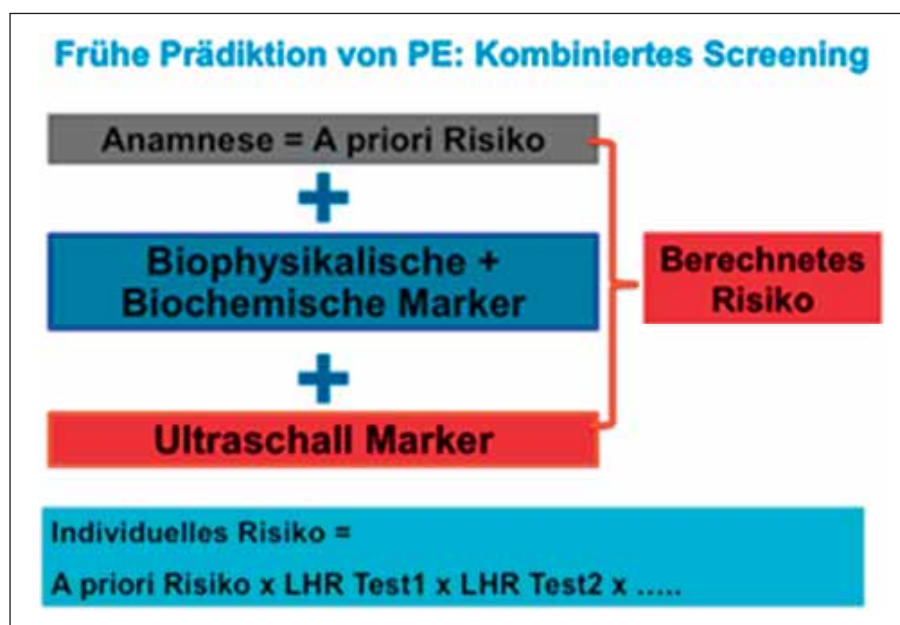 Frühe Prädiktion von PE: Kombiniertes Screening
Anamnese = A priori Risiko
+
Biophysikalische +
Biochemische Marker
+
Ultraschall Marker
Berechnetes
Risiko
Individuelles Risiko =
A priori Risiko x LHR Test1 x LHR Test2 x .....